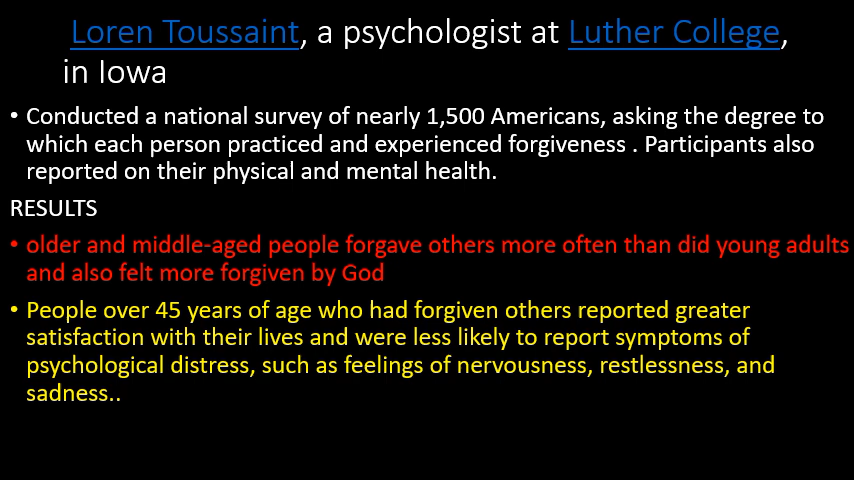 Loren Toussaint, a psychologist at Luther College,
in Iowa
• Conducted a national survey of nearly 1,500 Americans, asking the degree to
which each person practiced and experienced forgiveness . Participants also
reported on their physical and mental health.
RESULTS
• older and middle-aged people forgave others more often than did young adults
and also felt more forgiven by God
• People over 45 years of age who had forgiven others reported greater
satisfaction with their lives and were less likely to report symptoms of
psychological distress, such as feelings of nervousness, restlessness, and
sadness..